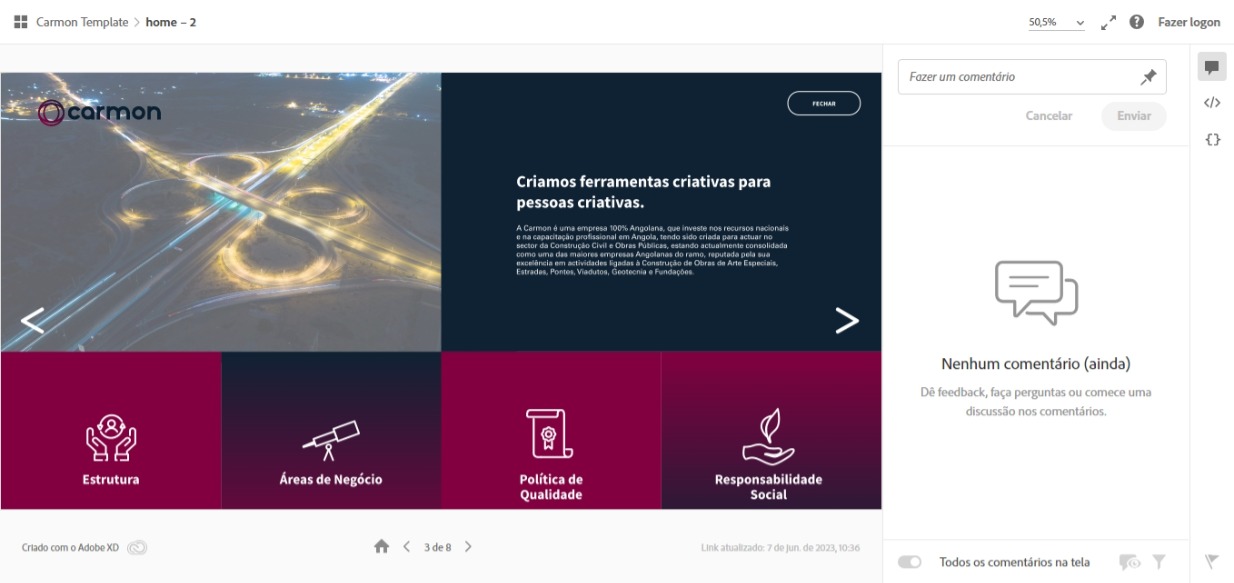 Carmon Template > home – 2
50,5%
Fazer logon
carmon
FECHAR
Criamos ferramentas criativas para
pessoas criativas.
A Carmon é uma empresa 100% Angolana, que investe nos recursos nacionais
e na capacitação profissional em Angola, tendo sido criada para actuar no
sector da Construção Civil e Obras Públicas, estando actualmente consolidada
como uma das maiores empresas Angolanas do ramo, reputada pela sua
excelência em actividades ligadas à Construção de Obras de Arte Especiais,
Estradas, Pontes, Viadutos, Geotecnia e Fundações.
Estrutura
Áreas de Negócio
Política de
Qualidade
Responsabilidade
Social
Criado com o Adobe XD
3 de 8
Link atualizado: 7 de jun. de 2023, 10:36
Fazer um comentário
Cancelar
Enviar
Nenhum comentário (ainda)
Dê feedback, faça perguntas ou comece uma
discussão nos comentários.
Todos os comentários na tela